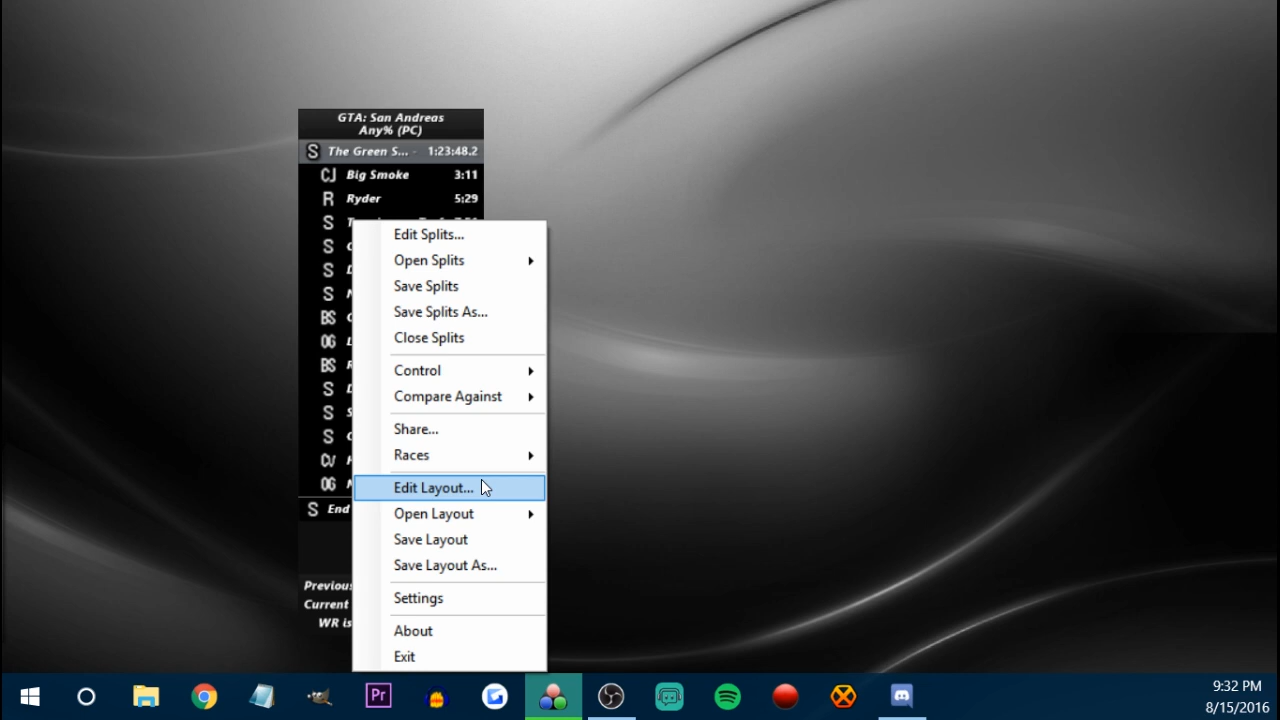 GTA: San Andreas
Any% (PC)
S The Green S... - 1:23:48.2
CJ Big Smoke 3:11
R Ryder 5:29
S
S
S
S
BS
OG
BS
S
S
S
CJ
OG
S End
Previous
Current
WR is
Edit Splits...
Open Splits
Save Splits
Save Splits As...
Close Splits
Control
Compare Against
Share...
Races
Edit Layout...
Open Layout
Save Layout
Save Layout As...
Settings
About
Exit
Pr
9:32 PM
8/15/2016